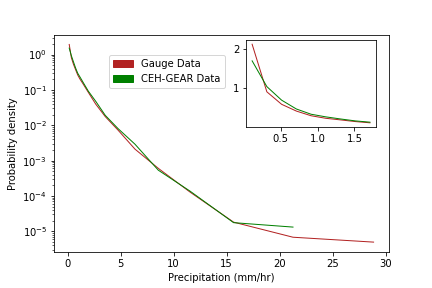 Gauge Data
CEH-GEAR Data
2
1
0.5 1.0 1.5
10⁰
10⁻¹
10⁻²
10⁻³
10⁻⁴
10⁻⁵
Probability density
0 5 10 15 20 25 30
Precipitation (mm/hr)